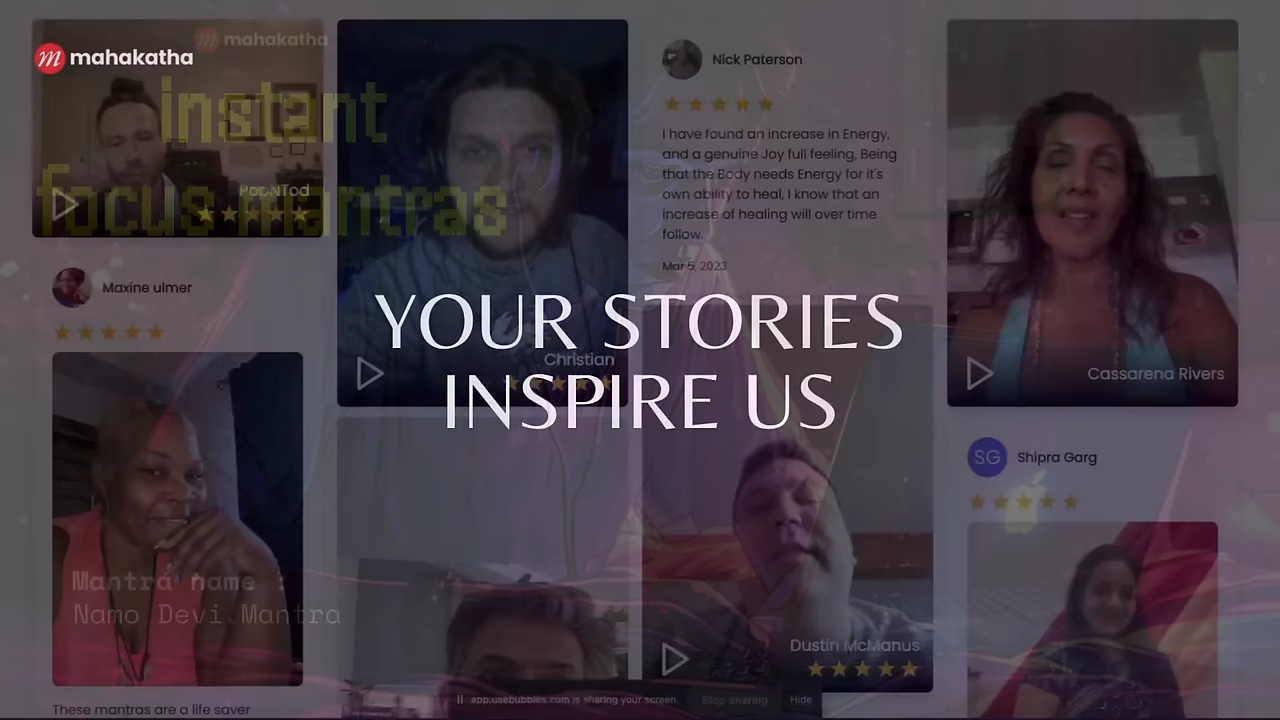 mahakatha
mahakatha
instant
focus mantras
PopNTod
Maxine ulmer
Mantra name :
Namo Devi Mantra
These mantras are a life saver
Christian
YOUR STORIES
INSPIRE US
Nick Paterson
I have found an increase in Energy,
and a genuine Joy full feeling, Being
that the Body needs Energy for it's
own ability to heal, I know that an
increase of healing will over time
follow.
Mar 5, 2023
Dustin McManus
app.usebubbles.com is sharing your screen.
Stop sharing
Hide
Cassarena Rivers
SG
Shipra Garg